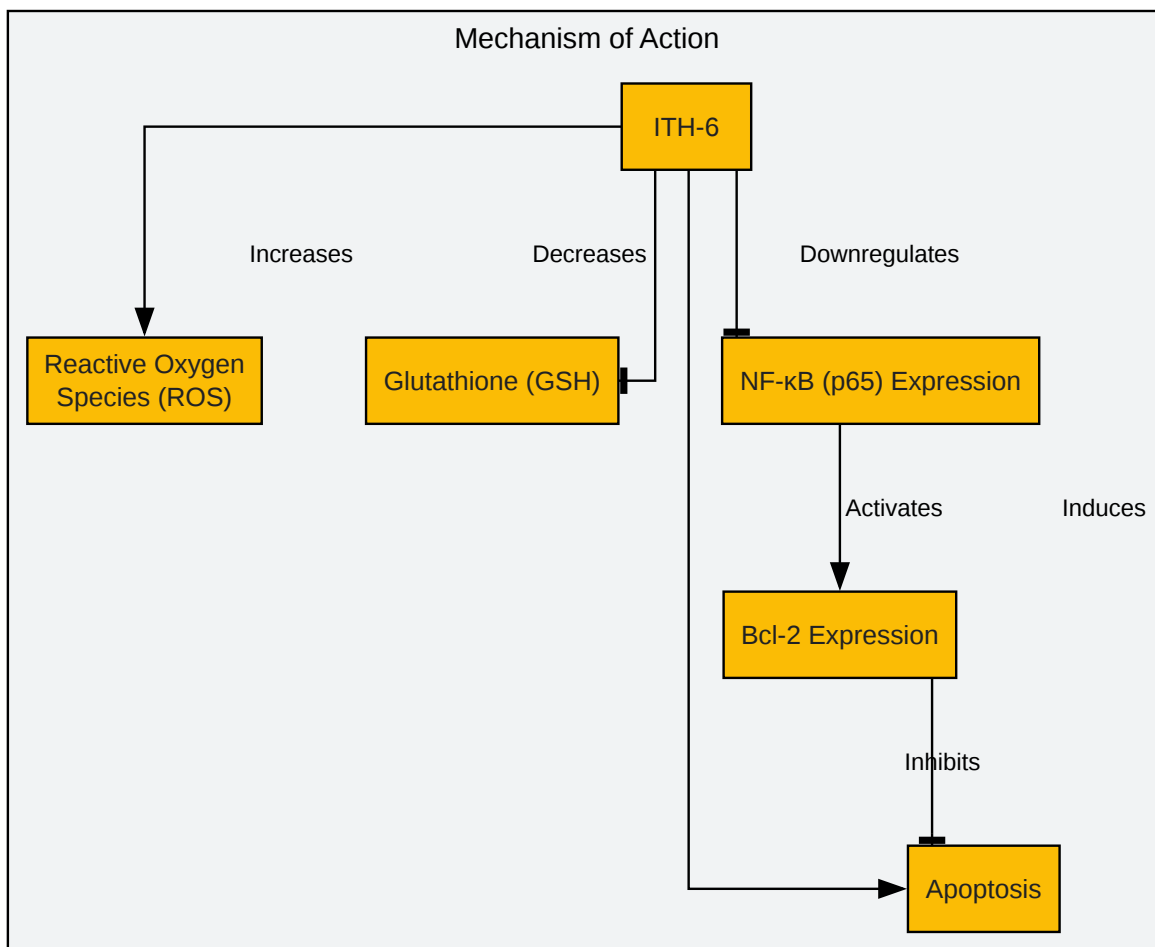 Mechanism of Action
ITH-6
Increases
Decreases
Downregulates
Reactive Oxygen
Species (ROS)
Glutathione (GSH)
NF-κB (p65) Expression
Activates
Induces
Bcl-2 Expression
Inhibits
Apoptosis